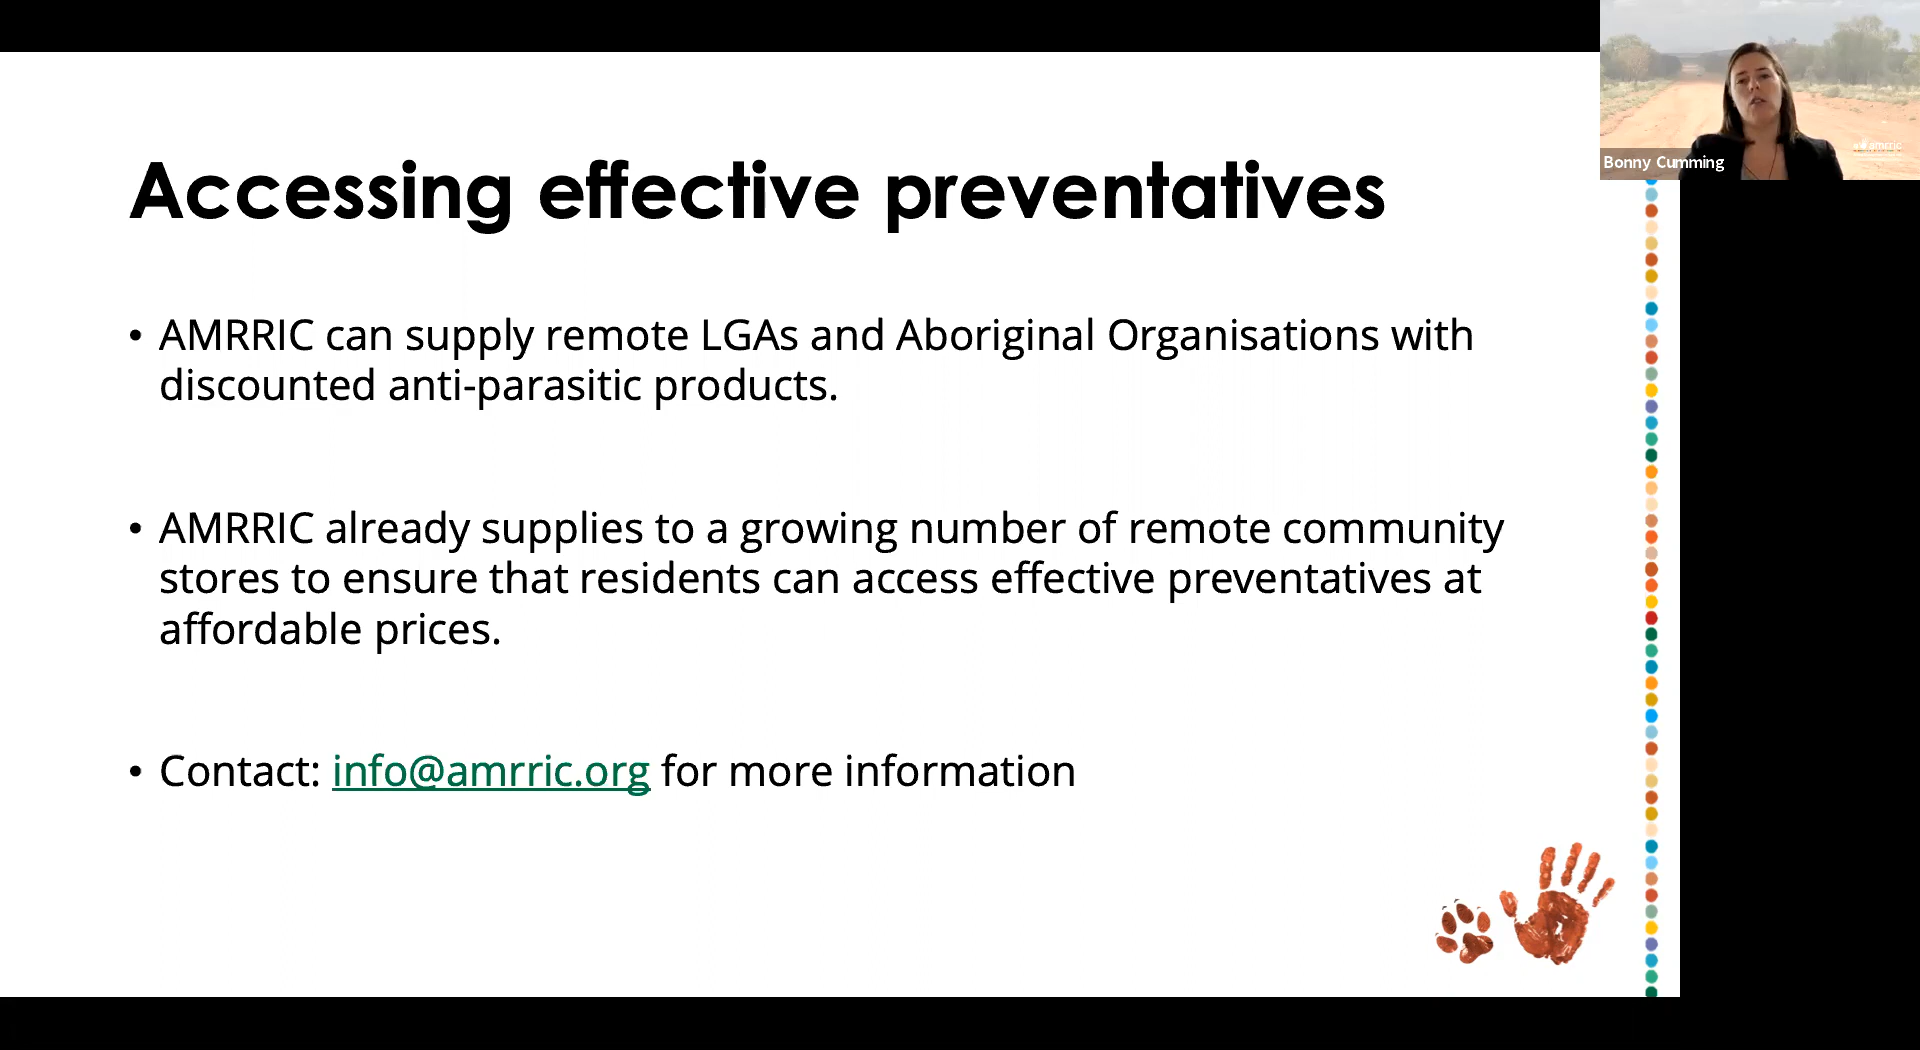 Bonny Cumming
amrric
Accessing effective preventatives
• AMRRIC can supply remote LGAs and Aboriginal Organisations with
discounted anti-parasitic products.
• AMRRIC already supplies to a growing number of remote community
stores to ensure that residents can access effective preventatives at
affordable prices.
• Contact: info@amrric.org for more information